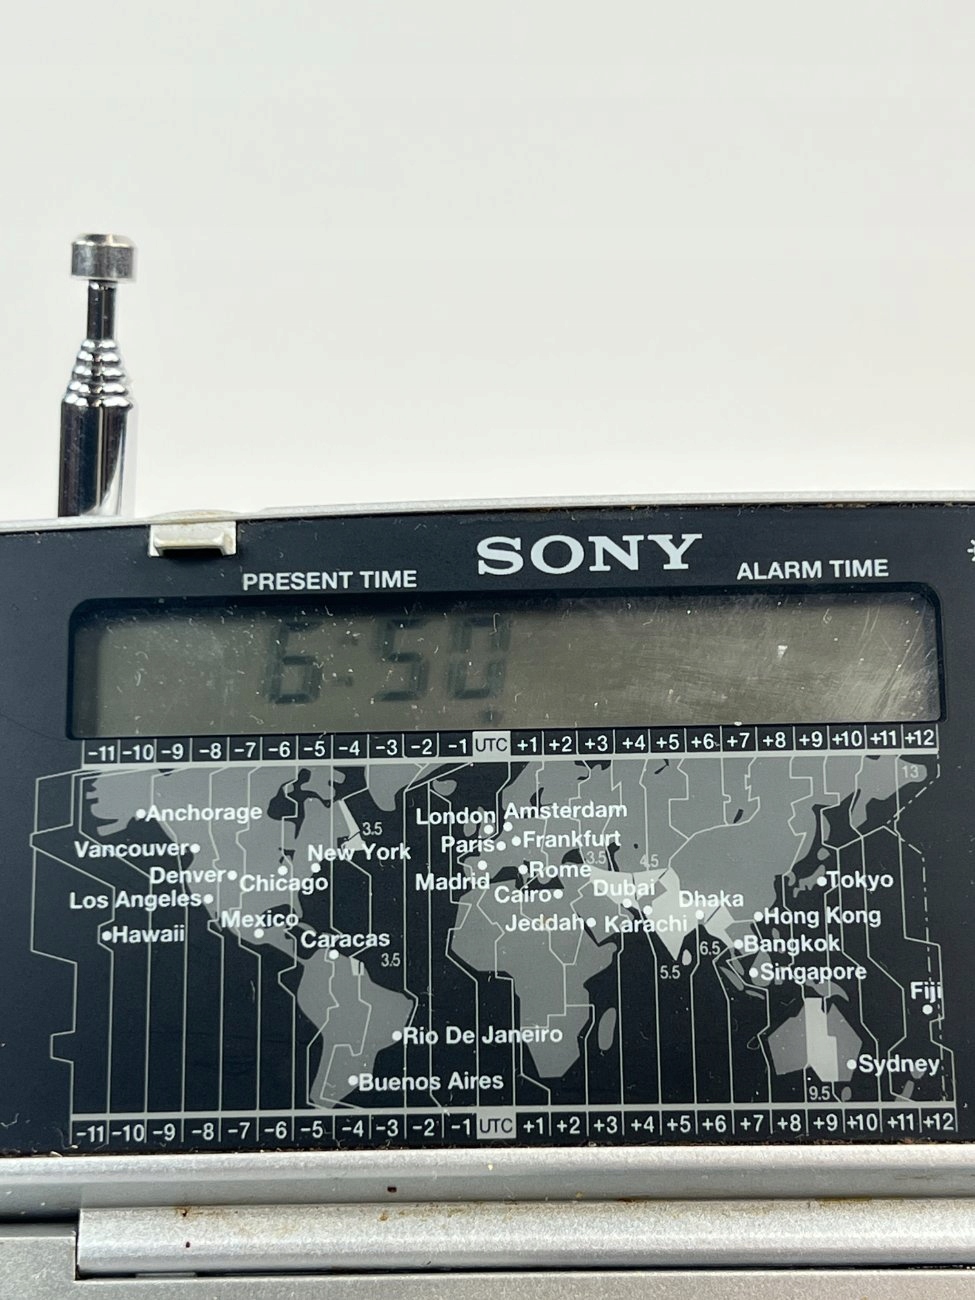 SONY
PRESENT TIME
ALARM TIME
6:50
-11 -10 -9 -8 -7 -6 -5 -4 -3 -2 -1 UTC +1 +2 +3 +4 +5 +6 +7 +8 +9 +10 +11 +12
13
Anchorage
London
Amsterdam
3.5
Vancouver
New York
Paris
Frankfurt
3.5
4.5
Denver
Chicago
Madrid
Rome
Tokyo
Los Angeles
Cairo
Dubai
Dhaka
Mexico
Jeddah
Karachi
Hong Kong
Hawaii
Caracas
3.5
6.5
Bangkok
5.5
Singapore
Fiji
Rio De Janeiro
Sydney
Buenos Aires
9.5
-11 -10 -9 -8 -7 -6 -5 -4 -3 -2 -1 UTC +1 +2 +3 +4 +5 +6 +7 +8 +9 +10 +11 +12